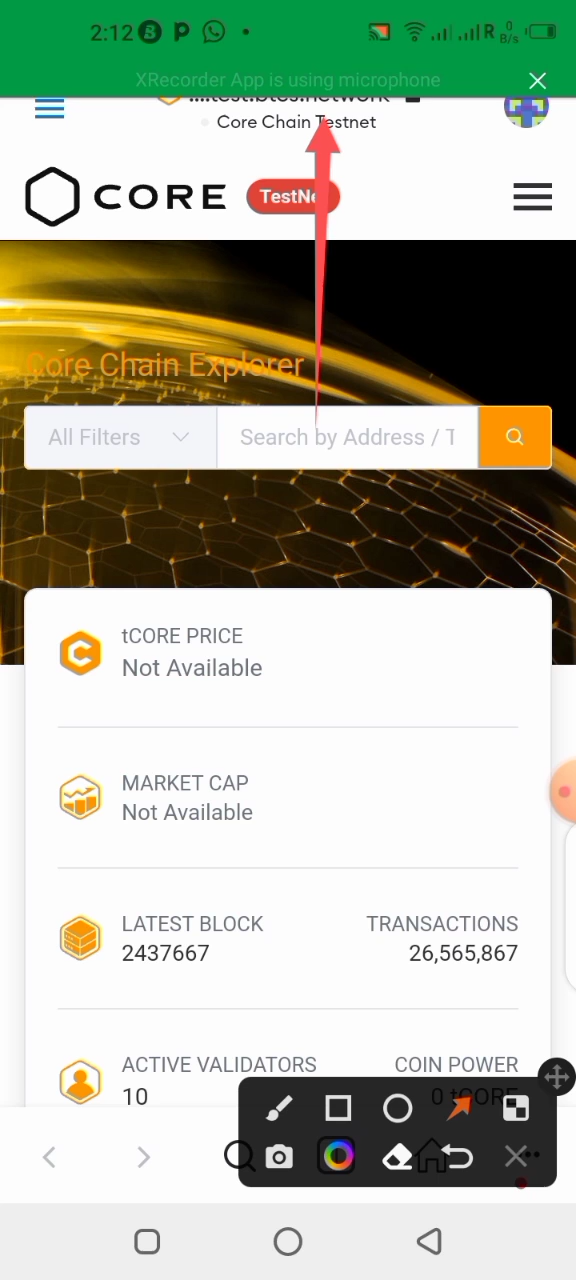 2:12
R 0 B/s
XRecorder App is using microphone
Core Chain Testnet
CORE
Core Chain Explorer
All Filters
Search by Address / T
tCORE PRICE
Not Available
MARKET CAP
Not Available
LATEST BLOCK TRANSACTIONS
2437667 26,565,867
ACTIVE VALIDATORS COIN POWER
10 0 tCORE